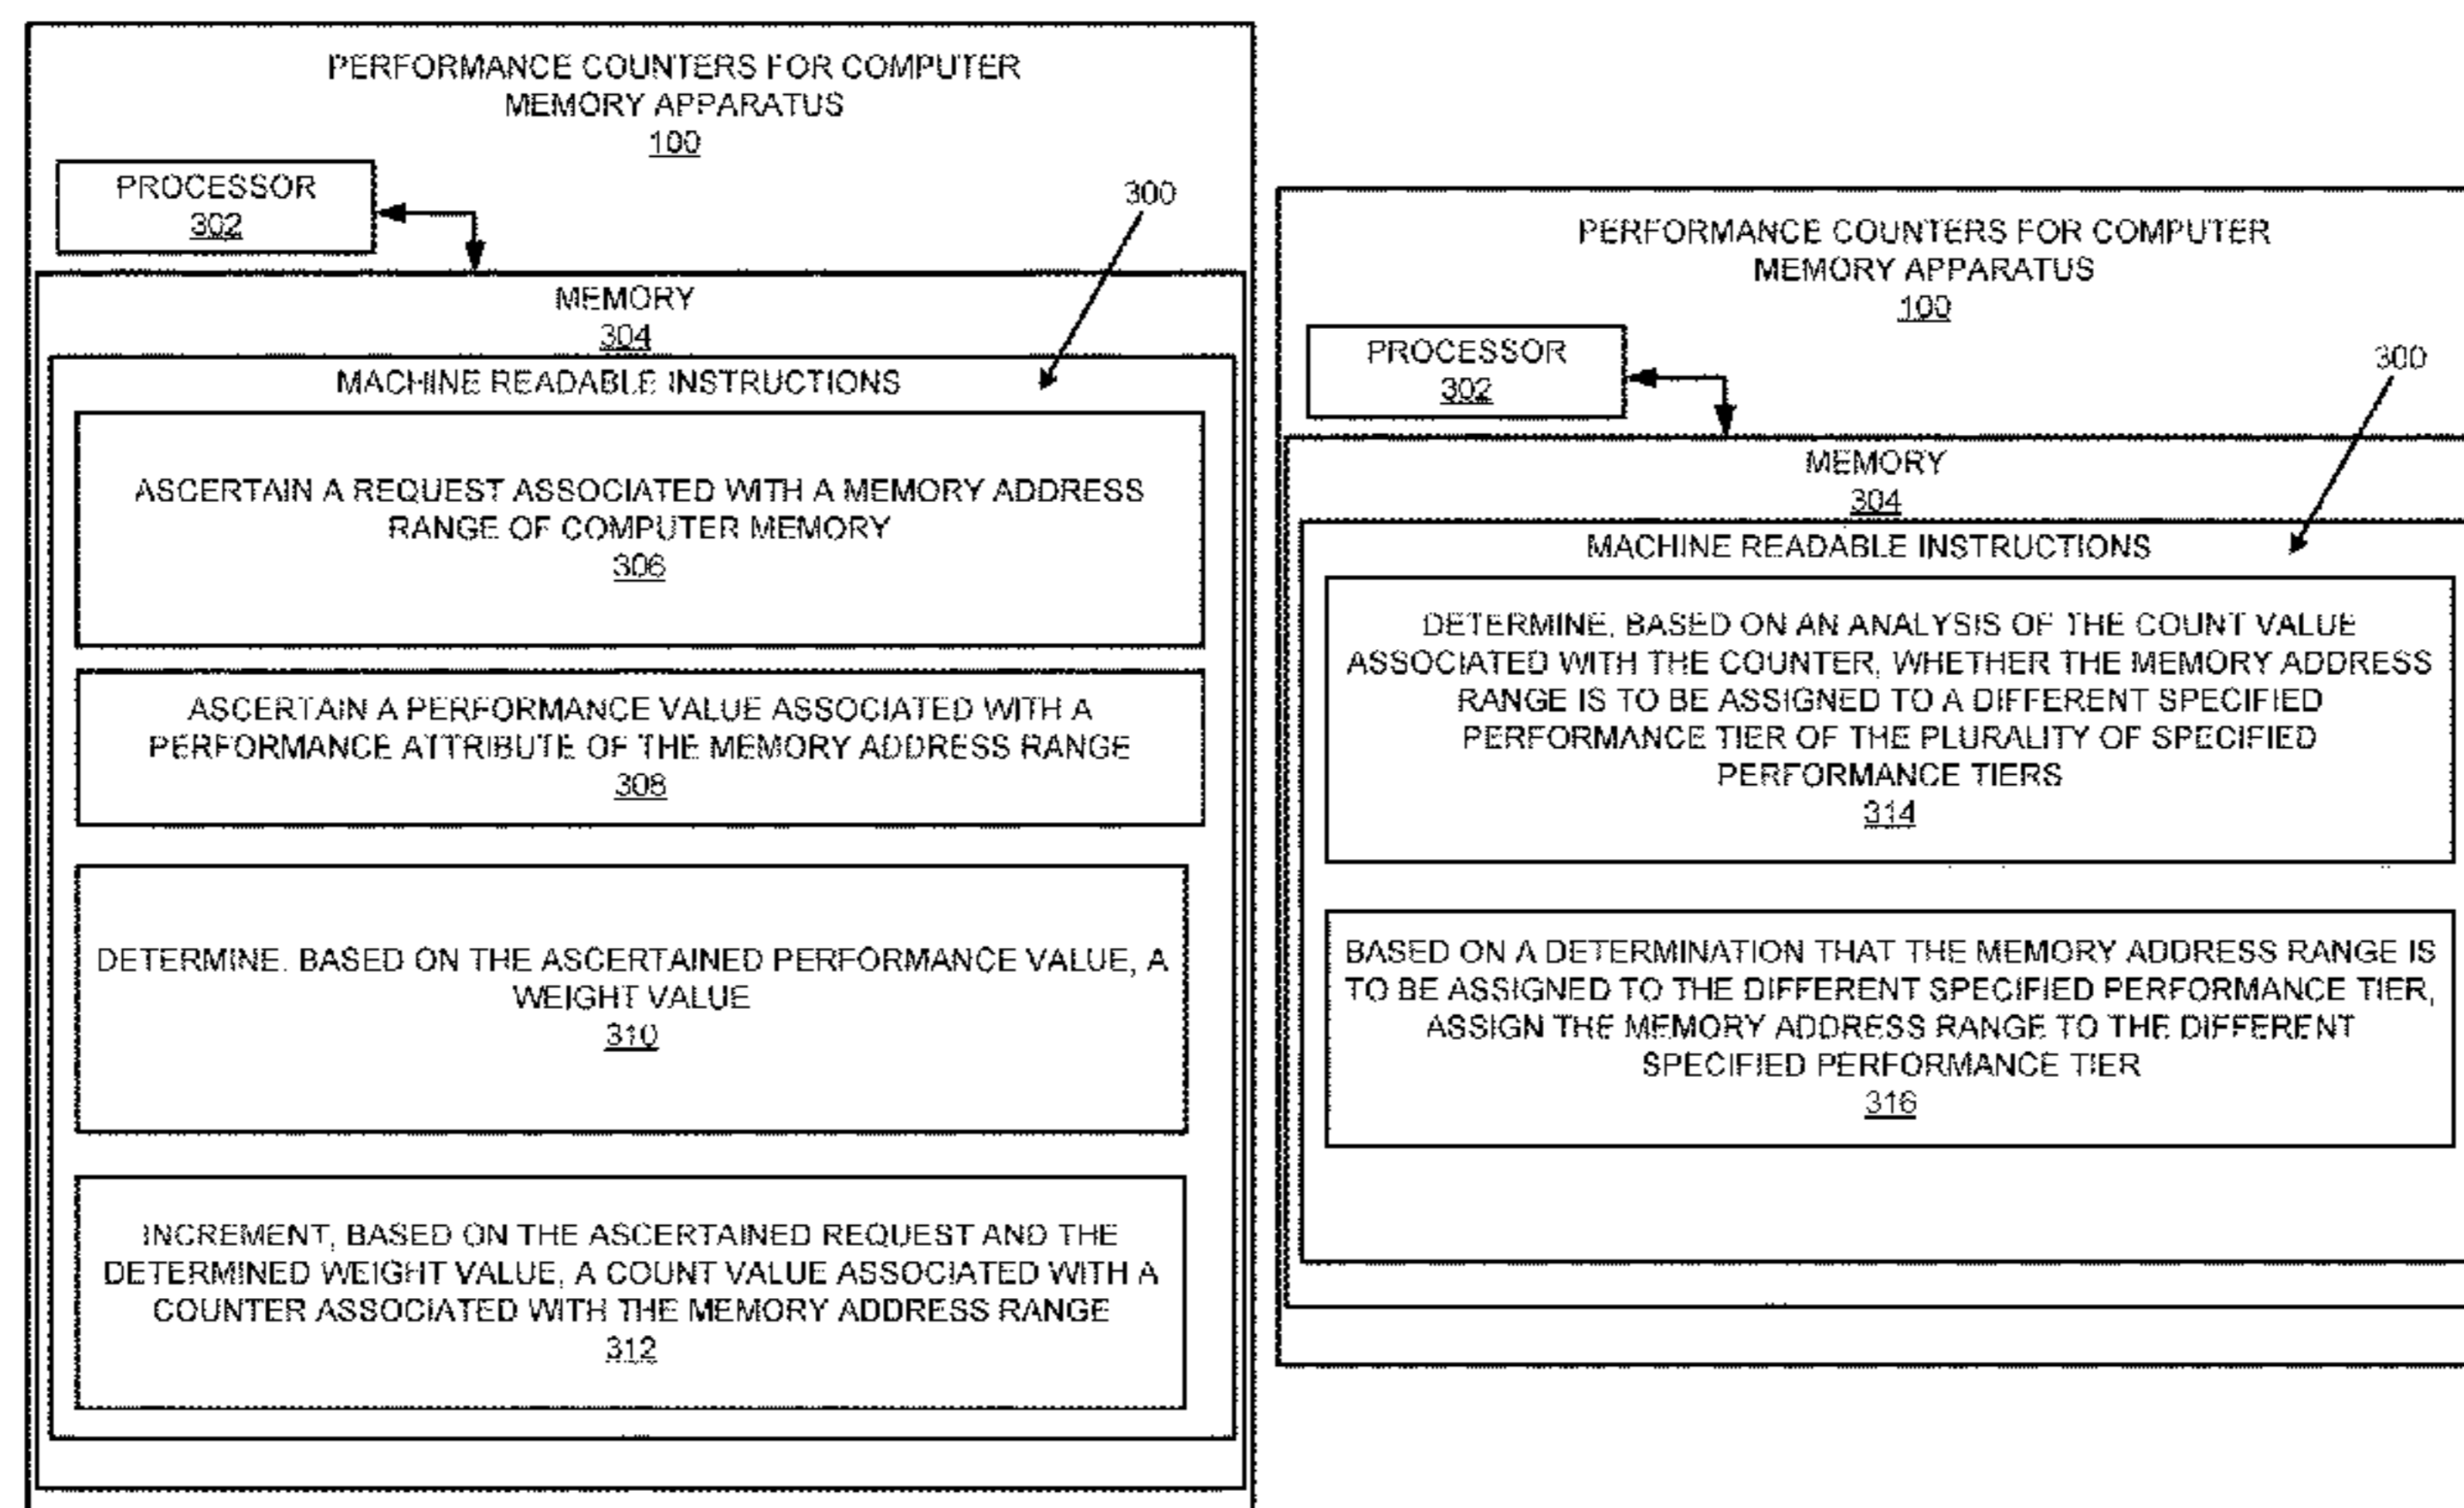 PERFORMANCE COUNTERS FOR COMPUTER
MEMORY APPARATUS
100
PROCESSOR
302
300
MEMORY
304
MACHINE READABLE INSTRUCTIONS
ASCERTAIN A REQUEST ASSOCIATED WITH A MEMORY ADDRESS
RANGE OF COMPUTER MEMORY
306
ASCERTAIN A PERFORMANCE VALUE ASSOCIATED WITH A
PERFORMANCE ATTRIBUTE OF THE MEMORY ADDRESS RANGE
308
DETERMINE, BASED ON THE ASCERTAINED PERFORMANCE VALUE, A
WEIGHT VALUE
310
INCREMENT, BASED ON THE ASCERTAINED REQUEST AND THE
DETERMINED WEIGHT VALUE, A COUNT VALUE ASSOCIATED WITH A
COUNTER ASSOCIATED WITH THE MEMORY ADDRESS RANGE
312
PERFORMANCE COUNTERS FOR COMPUTER
MEMORY APPARATUS
100
PROCESSOR
302
300
MEMORY
304
MACHINE READABLE INSTRUCTIONS
DETERMINE, BASED ON AN ANALYSIS OF THE COUNT VALUE
ASSOCIATED WITH THE COUNTER, WHETHER THE MEMORY ADDRESS
RANGE IS TO BE ASSIGNED TO A DIFFERENT SPECIFIED
PERFORMANCE TIER OF THE PLURALITY OF SPECIFIED
PERFORMANCE TIERS
314
BASED ON A DETERMINATION THAT THE MEMORY ADDRESS RANGE IS
TO BE ASSIGNED TO THE DIFFERENT SPECIFIED PERFORMANCE TIER,
ASSIGN THE MEMORY ADDRESS RANGE TO THE DIFFERENT
SPECIFIED PERFORMANCE TIER
316